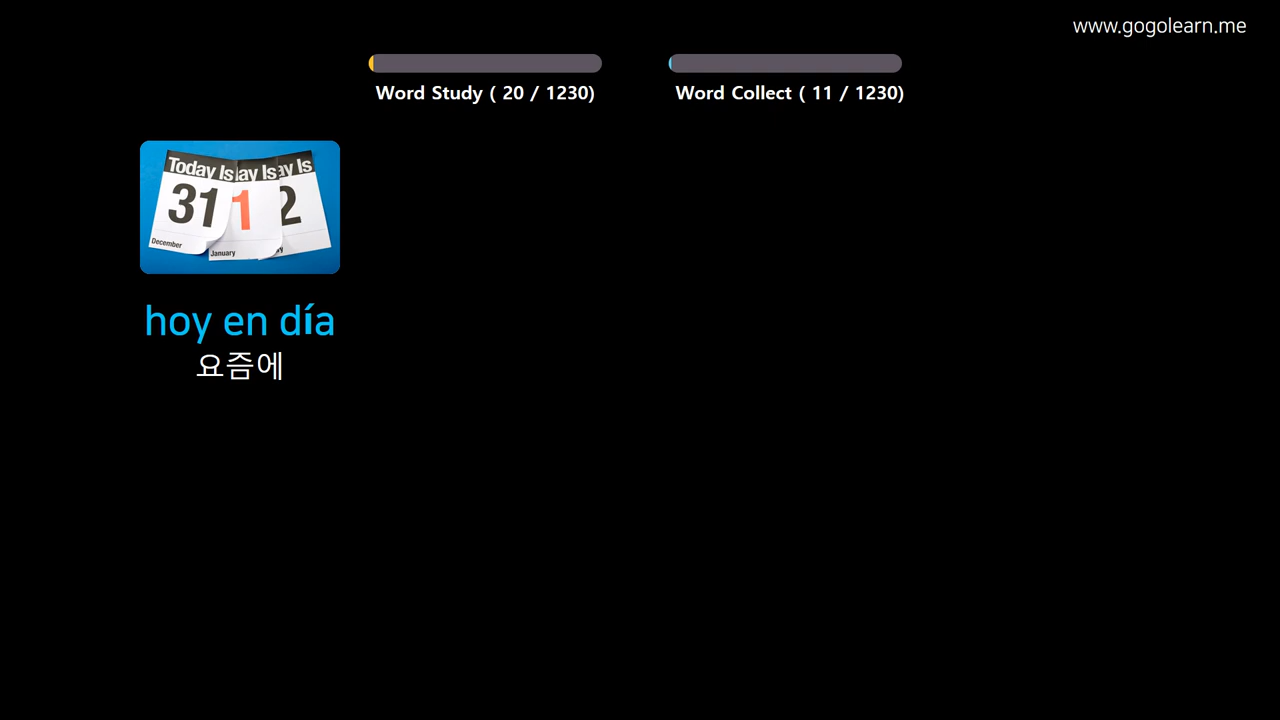 www.gogolearn.me
Word Study ( 20 / 1230)
Word Collect ( 11 / 1230)
Today Is
ay Is
ay Is
31
1
2
December
January
hoy en día
요즘에